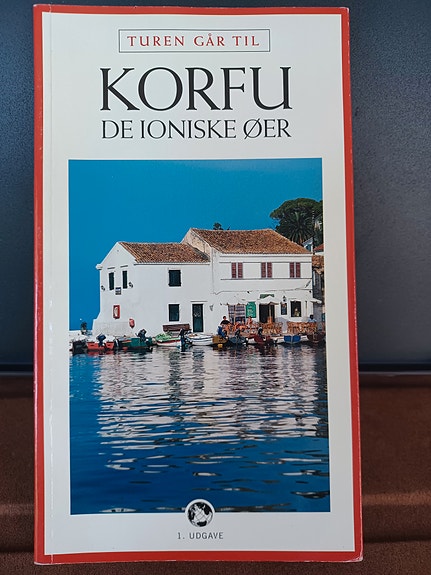 TUREN GÅR TIL
KORFU
DE IONISKE ØER
1. UDGAVE